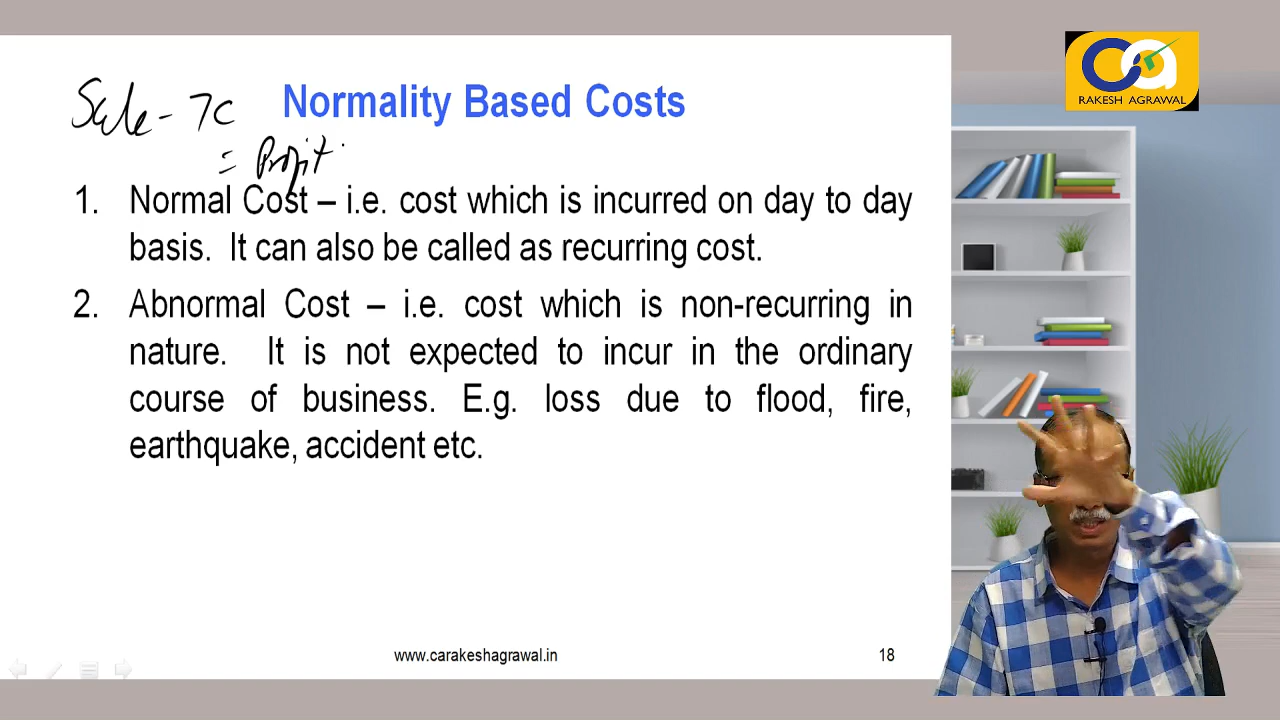 Sale - TC
= Profit
Normality Based Costs
1. Normal Cost – i.e. cost which is incurred on day to day
basis. It can also be called as recurring cost.
2. Abnormal Cost – i.e. cost which is non-recurring in
nature. It is not expected to incur in the ordinary
course of business. E.g. loss due to flood, fire,
earthquake, accident etc.
www.carakeshagrawal.in
18
ca
RAKESH AGRAWAL